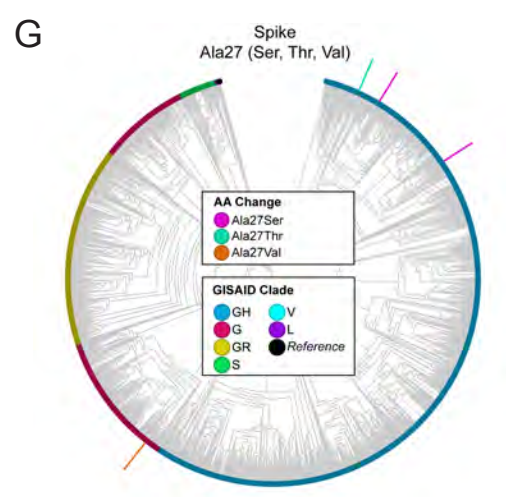 G
Spike
Ala27 (Ser, Thr, Val)
AA Change
Ala27Ser
Ala27Thr
Ala27Val
GISAID Clade
GH
V
G
L
GR
Reference
S